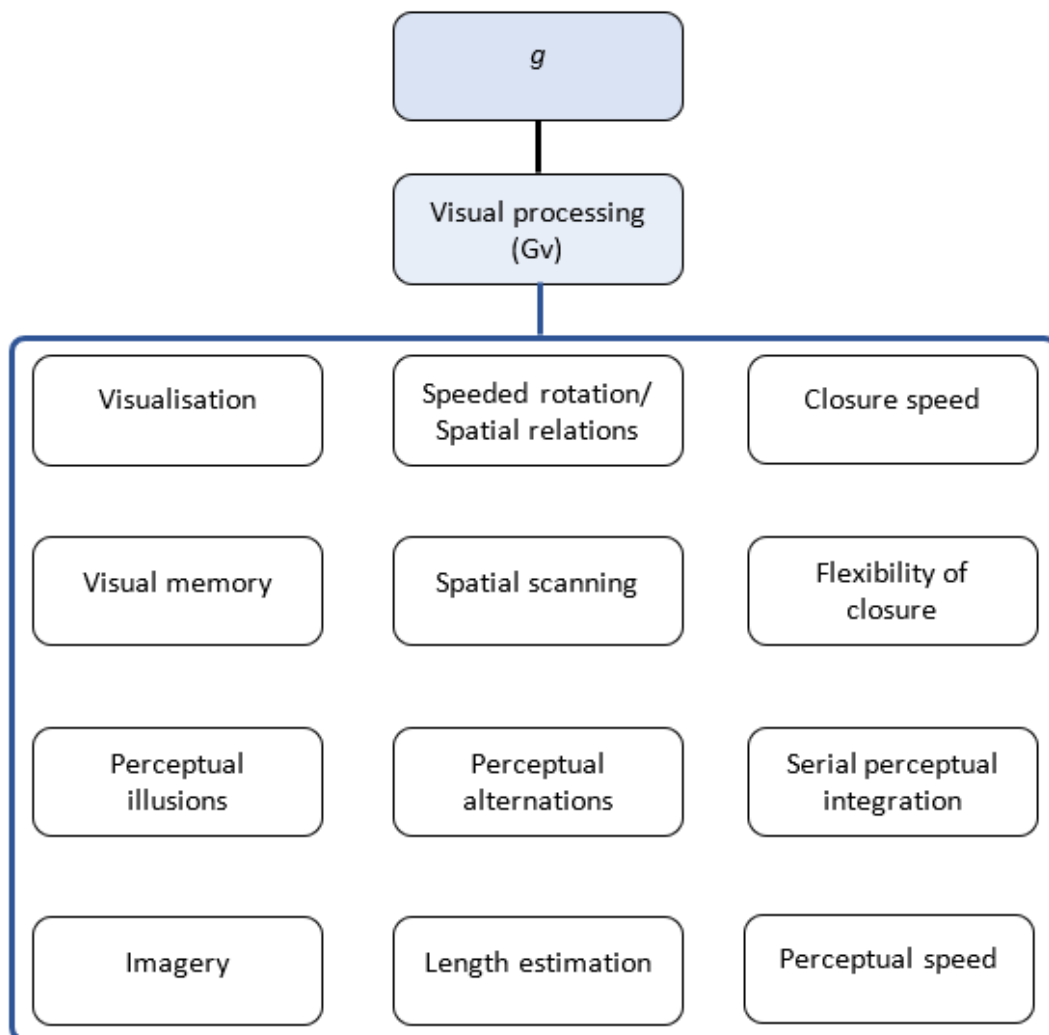 g
Visual processing
(Gv)
Visualisation
Speeded rotation/
Spatial relations
Closure speed
Visual memory
Spatial scanning
Flexibility of
closure
Perceptual
illusions
Perceptual
alternations
Serial perceptual
integration
Imagery
Length estimation
Perceptual speed